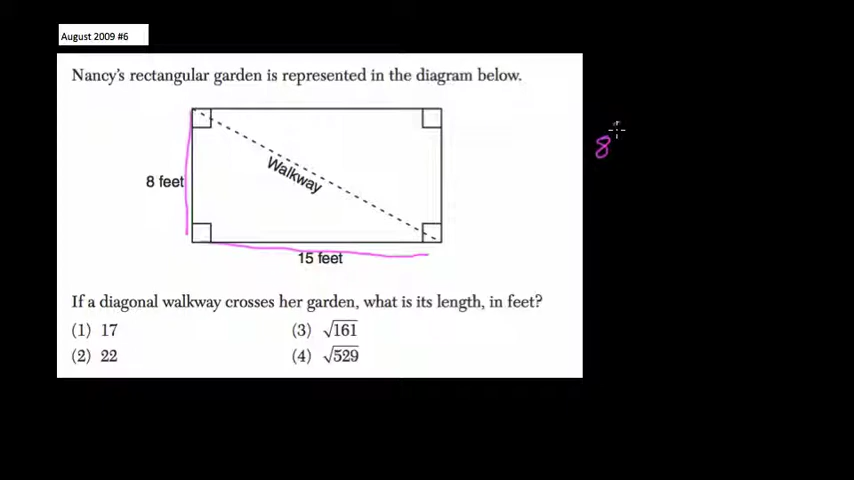 August 2009 #6
Nancy's rectangular garden is represented in the diagram below.
8 feet
Walkway
15 feet
If a diagonal walkway crosses her garden, what is its length, in feet?
(1) 17 (3) √161
(2) 22 (4) √529
8